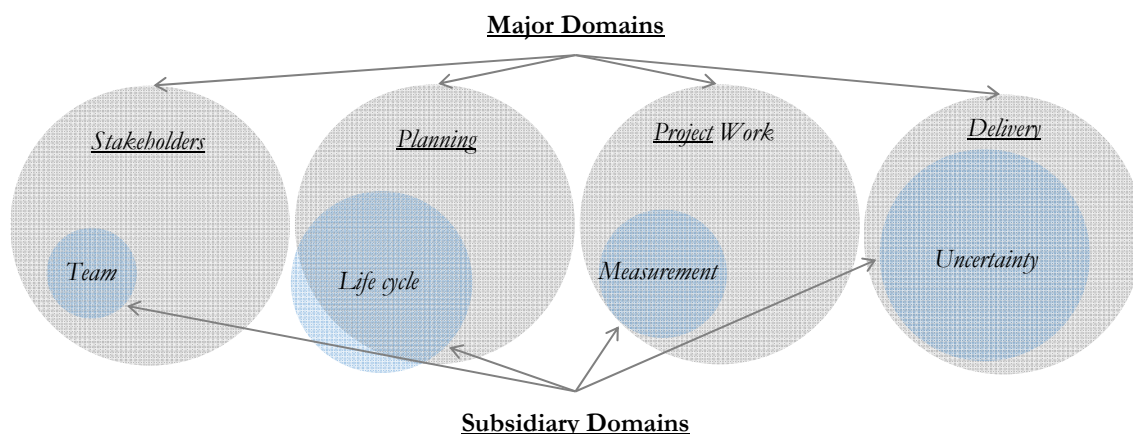 Major Domains
Stakeholders
Planning
Project Work
Delivery
Team
Life cycle
Measurement
Uncertainty
Subsidiary Domains